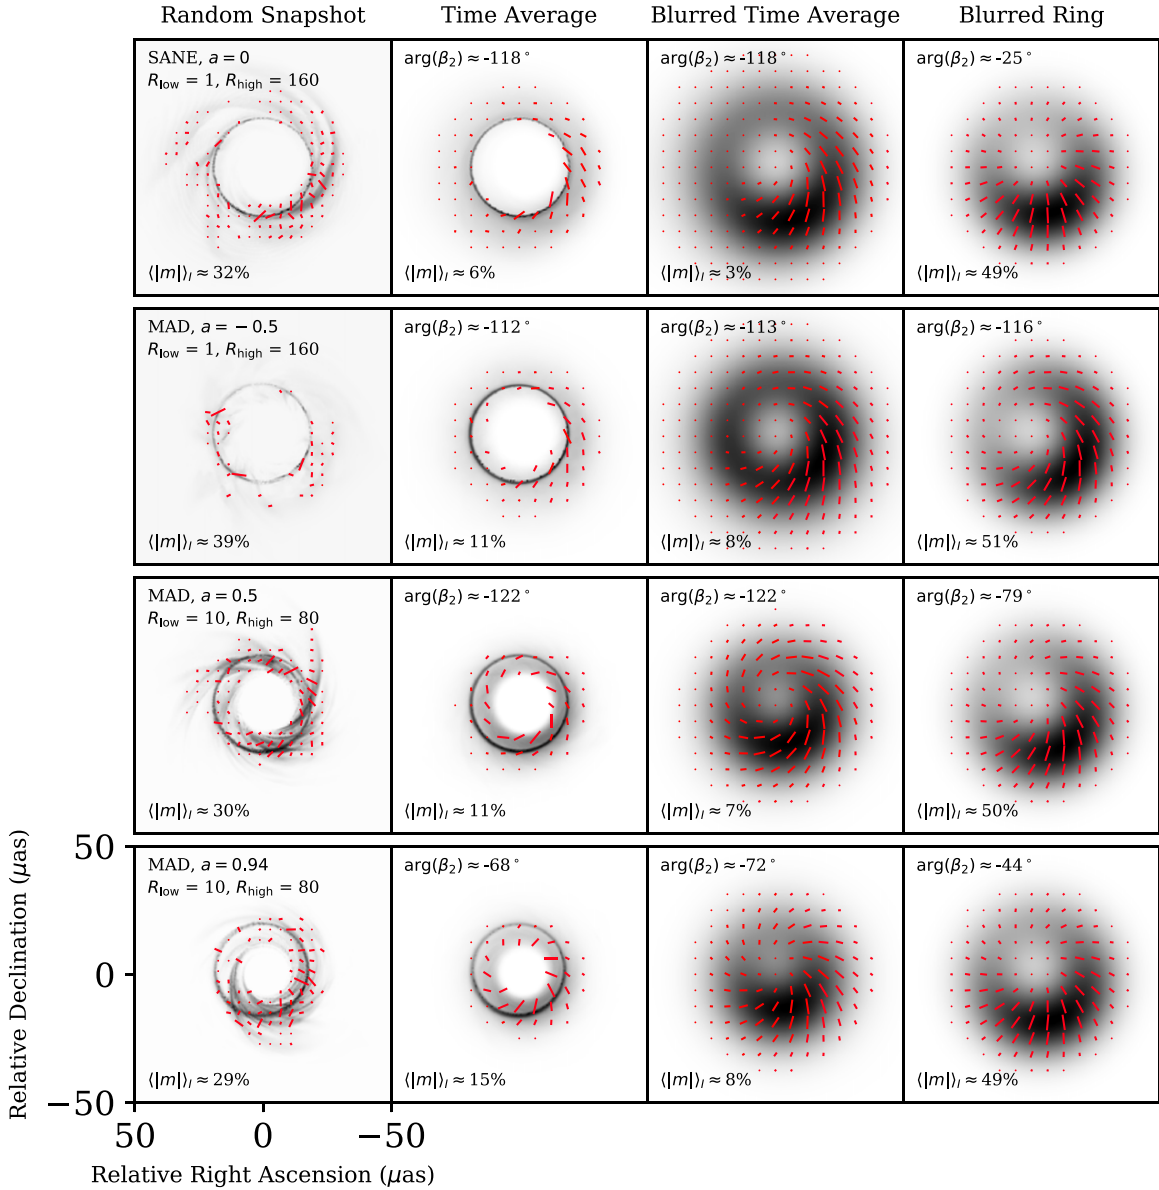 Random Snapshot Time Average Blurred Time Average Blurred Ring
SANE, a = 0 arg(β₂) ≈ -118° arg(β₂) ≈ -118° arg(β₂) ≈ -25°
R_low = 1, R_high = 160
⟨|m|⟩_I ≈ 32% ⟨|m|⟩_I ≈ 6% ⟨|m|⟩_I ≈ 3% ⟨|m|⟩_I ≈ 49%
MAD, a = −0.5 arg(β₂) ≈ -112° arg(β₂) ≈ -113° arg(β₂) ≈ -116°
R_low = 1, R_high = 160
⟨|m|⟩_I ≈ 39% ⟨|m|⟩_I ≈ 11% ⟨|m|⟩_I ≈ 8% ⟨|m|⟩_I ≈ 51%
MAD, a = 0.5 arg(β₂) ≈ -122° arg(β₂) ≈ -122° arg(β₂) ≈ -79°
R_low = 10, R_high = 80
⟨|m|⟩_I ≈ 30% ⟨|m|⟩_I ≈ 11% ⟨|m|⟩_I ≈ 7% ⟨|m|⟩_I ≈ 50%
MAD, a = 0.94 arg(β₂) ≈ -68° arg(β₂) ≈ -72° arg(β₂) ≈ -44°
R_low = 10, R_high = 80
⟨|m|⟩_I ≈ 29% ⟨|m|⟩_I ≈ 15% ⟨|m|⟩_I ≈ 8% ⟨|m|⟩_I ≈ 49%
Relative Declination (μas)
50
0
−50
50 0 −50
Relative Right Ascension (μas)